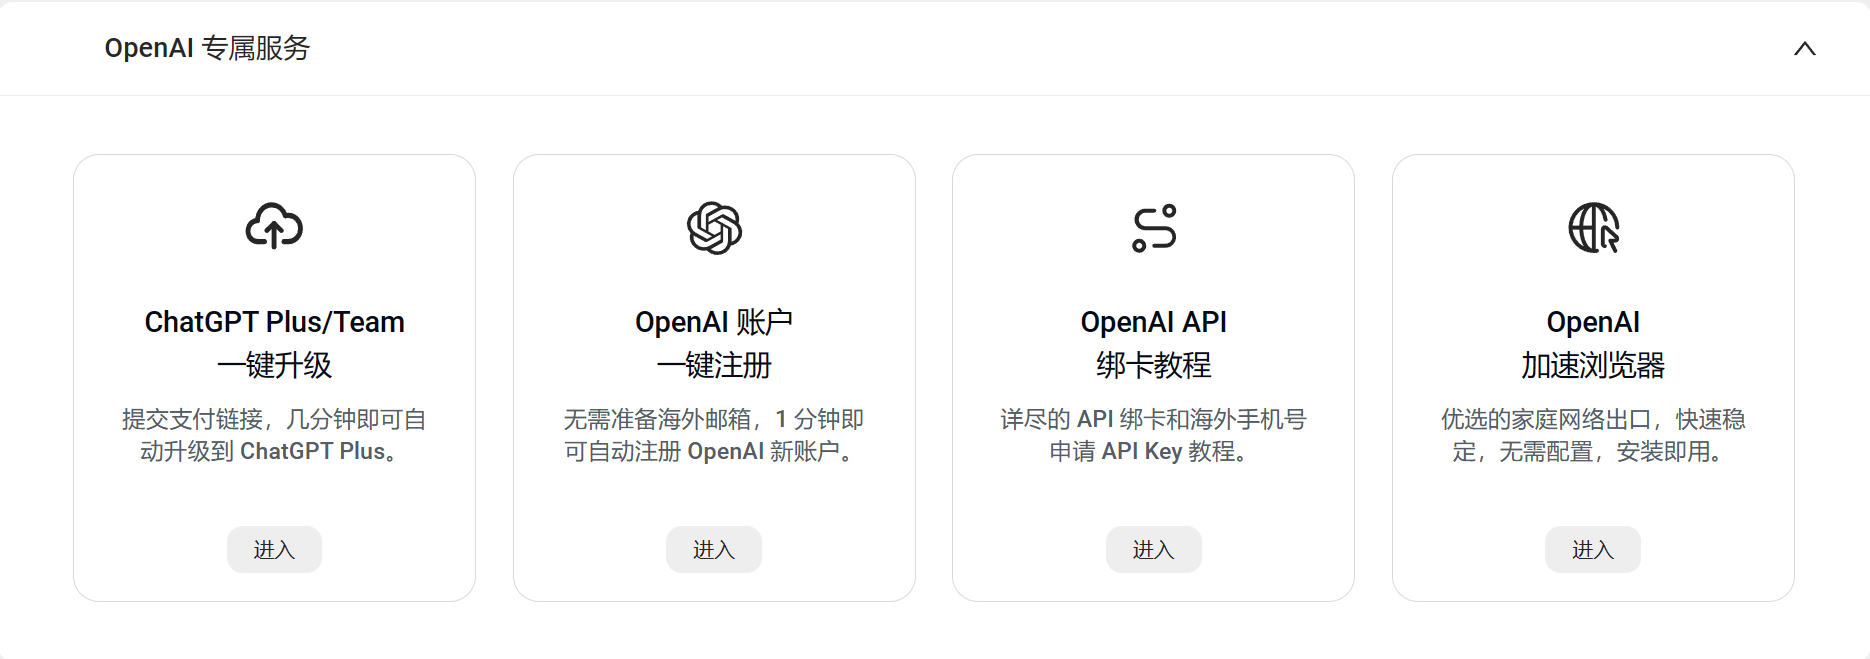 OpenAI 专属服务
ChatGPT Plus/Team
一键升级
提交支付链接，几分钟即可自
动升级到 ChatGPT Plus。
进入
OpenAI 账户
一键注册
无需准备海外邮箱，1 分钟即
可自动注册 OpenAI 新账户。
进入
OpenAI API
绑卡教程
详尽的 API 绑卡和海外手机号
申请 API Key 教程。
进入
OpenAI
加速浏览器
优选的家庭网络出口，快速稳
定，无需配置，安装即用。
进入